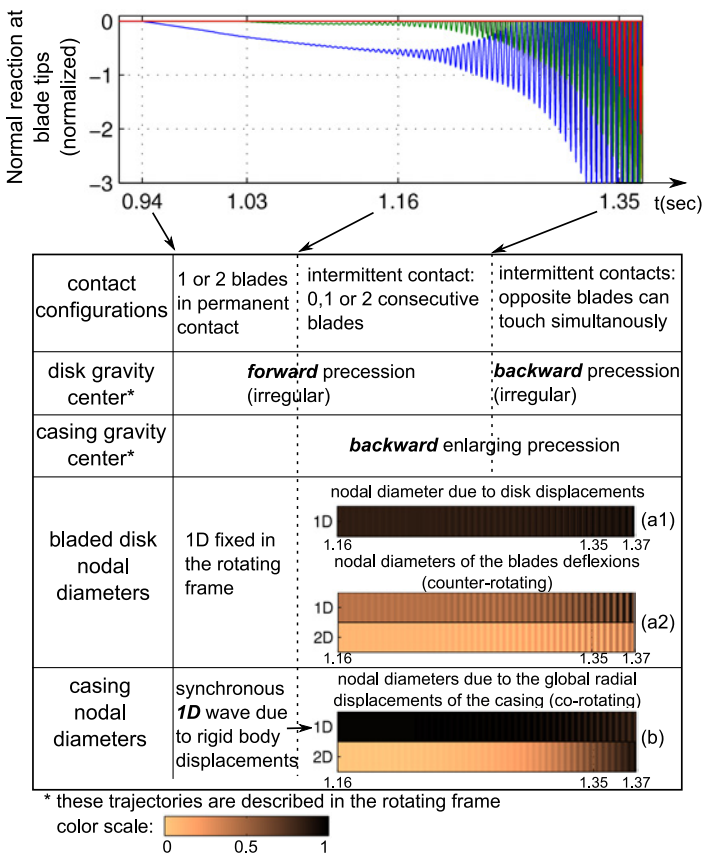 Normal reaction at
blade tips
(normalized)
0
−1
−2
−3
0.94
1.03
1.16
1.35
t(sec)
contact
configurations
1 or 2 blades
in permanent
contact
intermittent contact:
0,1 or 2 consecutive
blades
intermittent contacts:
opposite blades can
touch simultanously
disk gravity
center*
forward precession
(irregular)
backward precession
(irregular)
casing gravity
center*
backward enlarging precession
bladed disk
nodal
diameters
1D fixed in
the rotating
frame
nodal diameter due to disk displacements
1D
(a1)
1.16
1.35
1.37
nodal diameters of the blades deflexions
(counter-rotating)
1D
2D
(a2)
1.16
1.35
1.37
casing
nodal
diameters
synchronous
1D wave due
to rigid body
displacements
nodal diameters due to the global radial
displacements of the casing (co-rotating)
1D
2D
(b)
1.16
1.35
1.37
* these trajectories are described in the rotating frame
color scale:
0
0.5
1